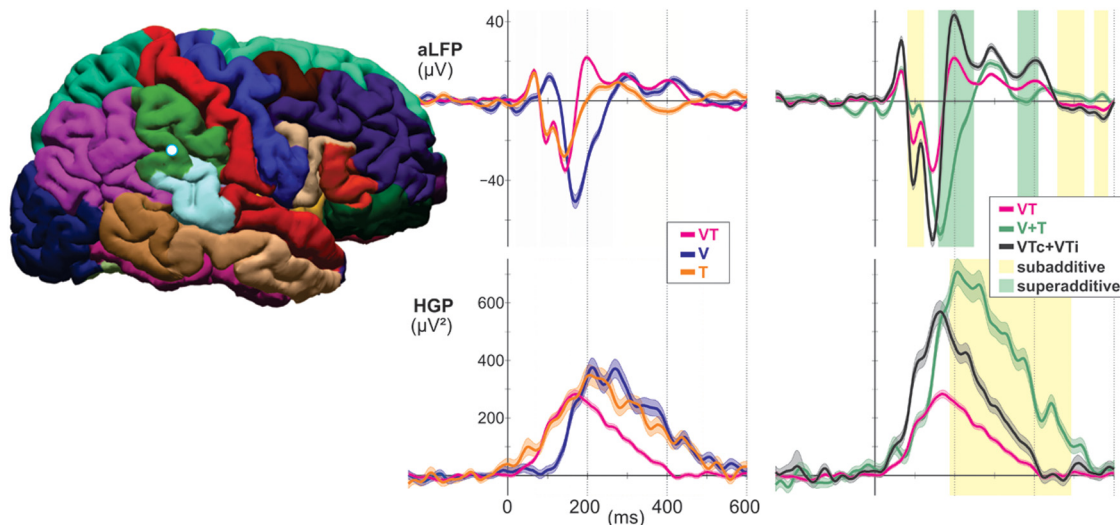 aLFP
(µV)
40
−40
VT
V
T
VT
V+T
VTc+VTi
subadditive
superadditive
HGP
(µV²)
600
400
200
0
200
400
600
(ms)